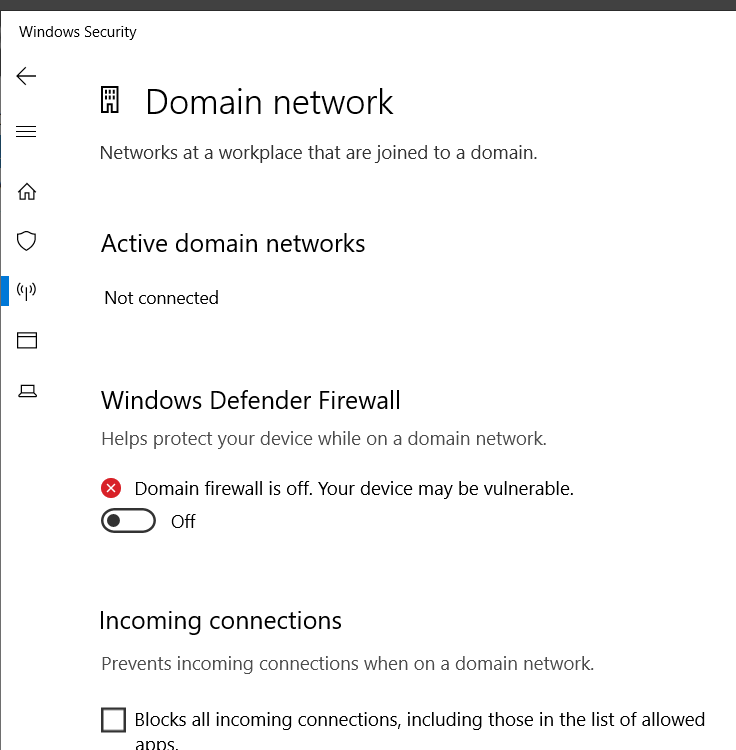 Windows Security
Domain network
Networks at a workplace that are joined to a domain.
Active domain networks
Not connected
Windows Defender Firewall
Helps protect your device while on a domain network.
Domain firewall is off. Your device may be vulnerable.
Off
Incoming connections
Prevents incoming connections when on a domain network.
Blocks all incoming connections, including those in the list of allowed
apps.